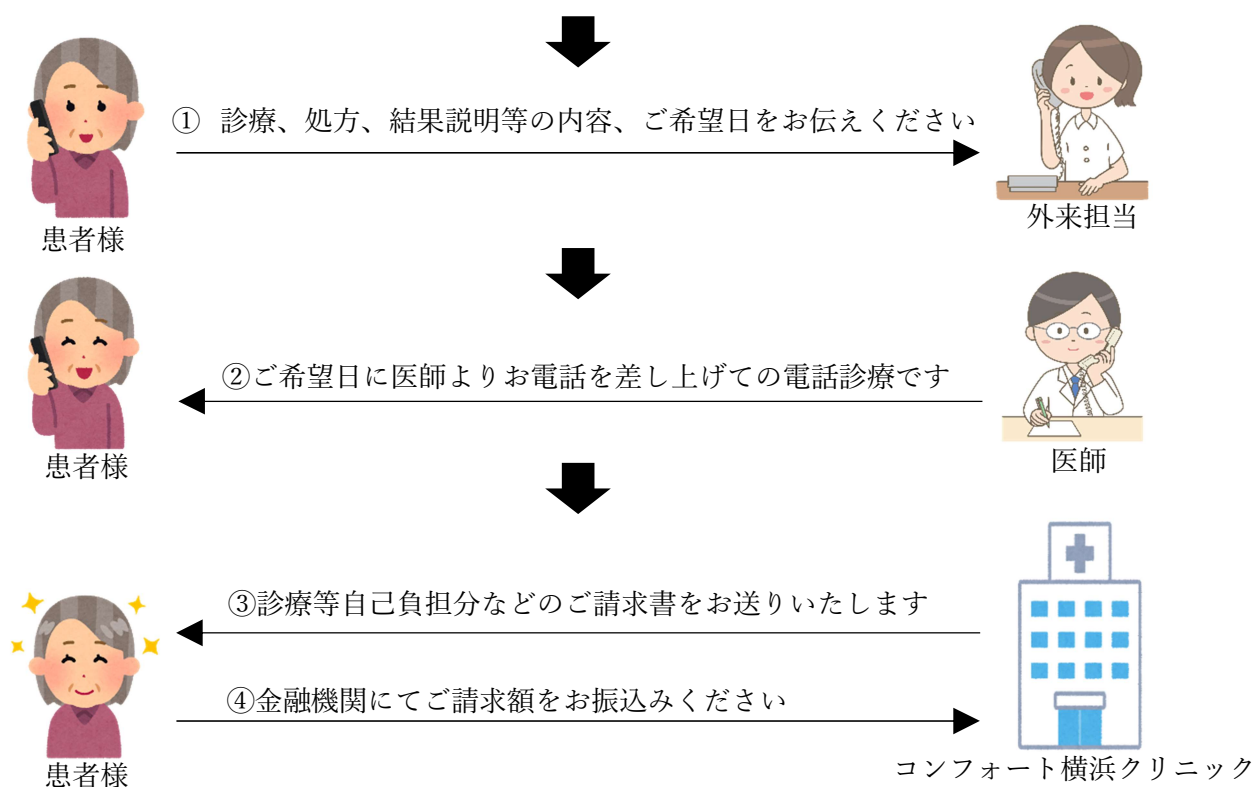 ① 診療、処方、結果説明等の内容、ご希望日をお伝えください
患者様
外来担当
②ご希望日に医師よりお電話を差し上げての電話診療です
患者様
医師
③診療等自己負担分などのご請求書をお送りいたします
④金融機関にてご請求額をお振込みください
患者様
コンフォート横浜クリニック